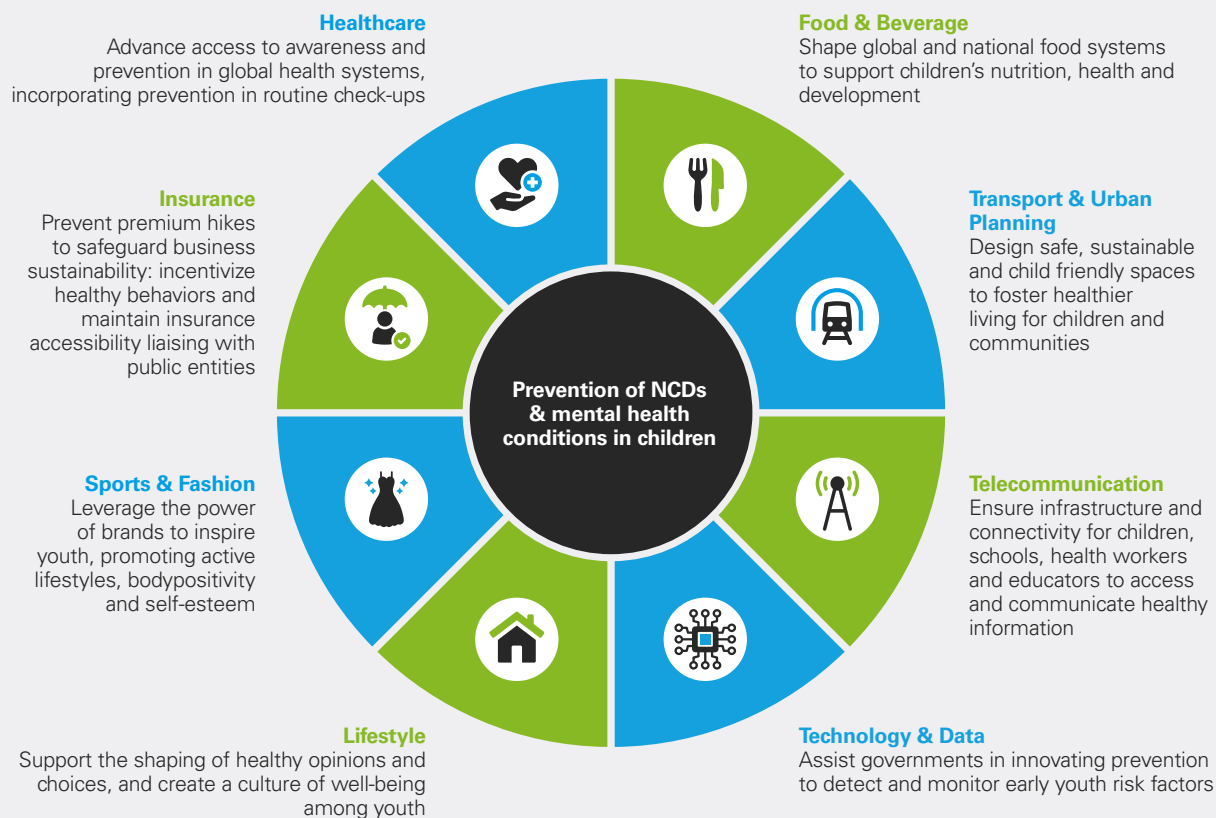 Healthcare
Advance access to awareness and
prevention in global health systems,
incorporating prevention in routine check-ups
Food & Beverage
Shape global and national food systems
to support children’s nutrition, health and
development
Insurance
Prevent premium hikes
to safeguard business
sustainability: incentivize
healthy behaviors and
maintain insurance
accessibility liaising with
public entities
Transport & Urban
Planning
Design safe, sustainable
and child friendly spaces
to foster healthier
living for children and
communities
Prevention of NCDs
& mental health
conditions in children
Sports & Fashion
Leverage the power
of brands to inspire
youth, promoting active
lifestyles, bodypositivity
and self-esteem
Telecommunication
Ensure infrastructure and
connectivity for children,
schools, health workers
and educators to access
and communicate healthy
information
Lifestyle
Support the shaping of healthy opinions and
choices, and create a culture of well-being
among youth
Technology & Data
Assist governments in innovating prevention
to detect and monitor early youth risk factors